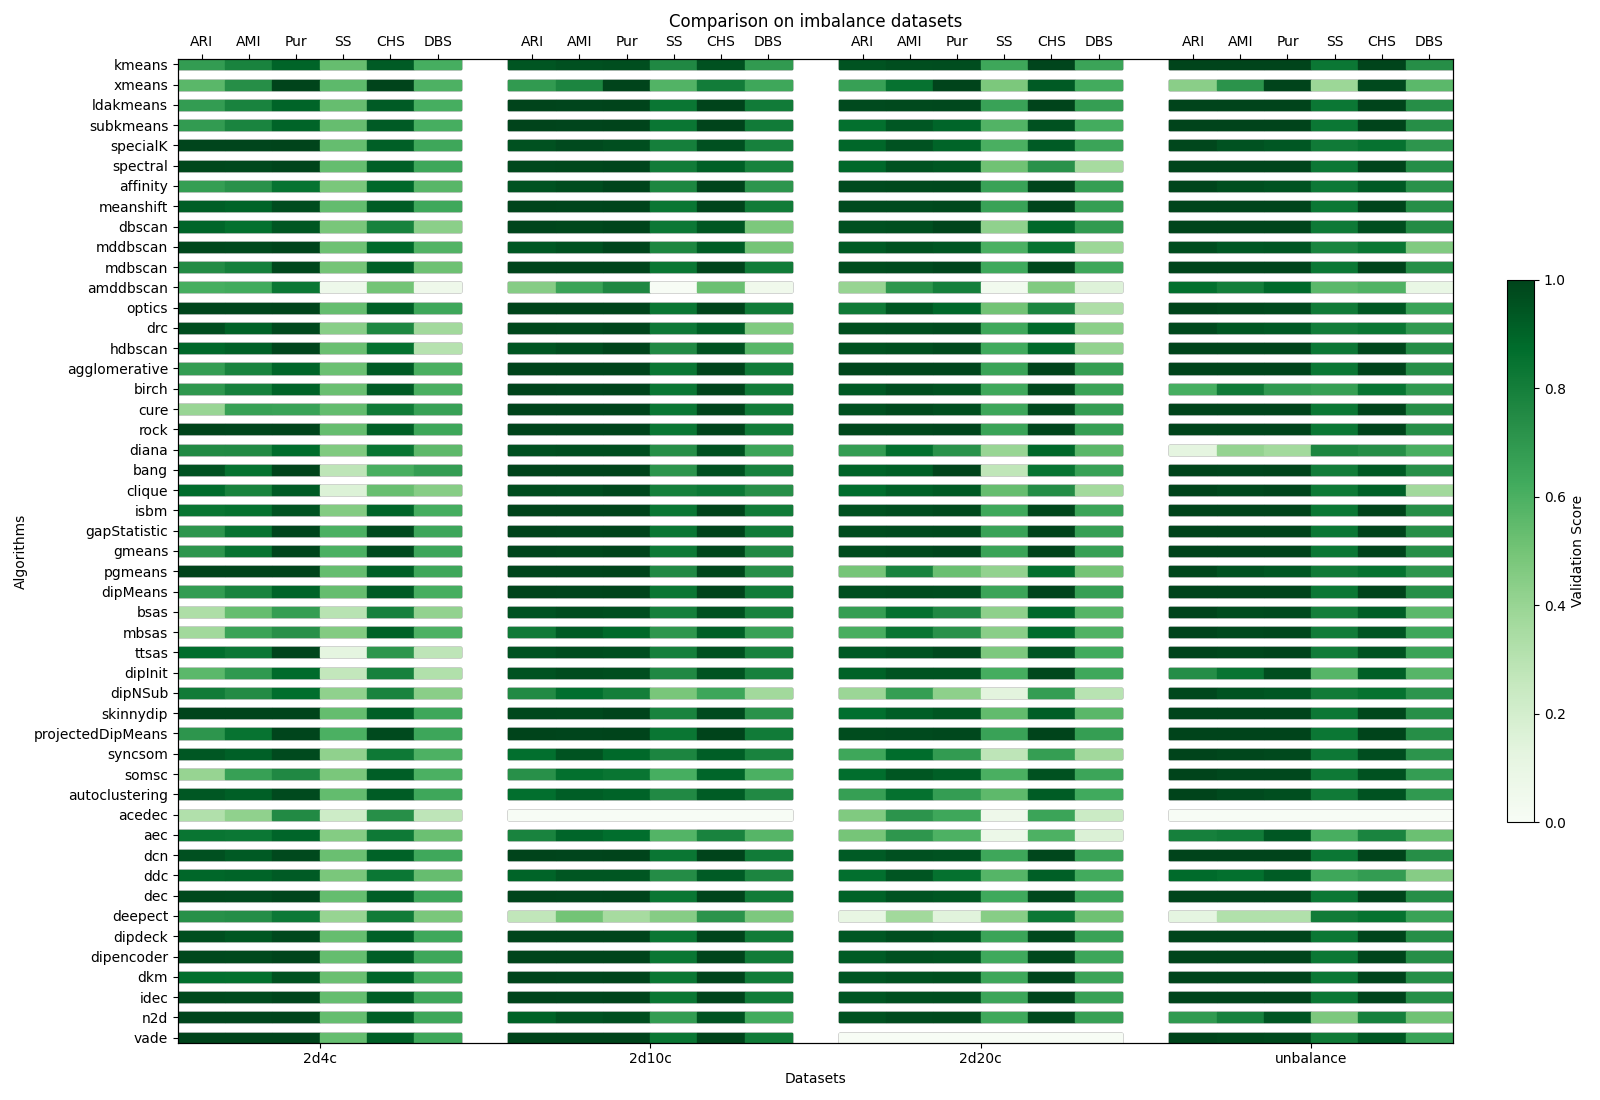 Comparison on imbalance datasets
ARI AMI Pur SS CHS DBS ARI AMI Pur SS CHS DBS ARI AMI Pur SS CHS DBS ARI AMI Pur SS CHS DBS
kmeans
xmeans
ldakmeans
subkmeans
specialK
spectral
affinity
meanshift
dbscan
mddbscan
mdbscan
amddbscan
optics
drc
hdbscan
agglomerative
birch
cure
rock
diana
bang
clique
isbm
gapStatistic
gmeans
pgmeans
dipMeans
bsas
mbsas
ttsas
dipInit
dipNSub
skinnydip
projectedDipMeans
syncsom
somsc
autoclustering
acedec
aec
dcn
ddc
dec
deepect
dipdeck
dipencoder
dkm
idec
n2d
vade
Algorithms
2d4c 2d10c 2d20c unbalance
Datasets
1.0
0.8
0.6
0.4
0.2
0.0
Validation Score